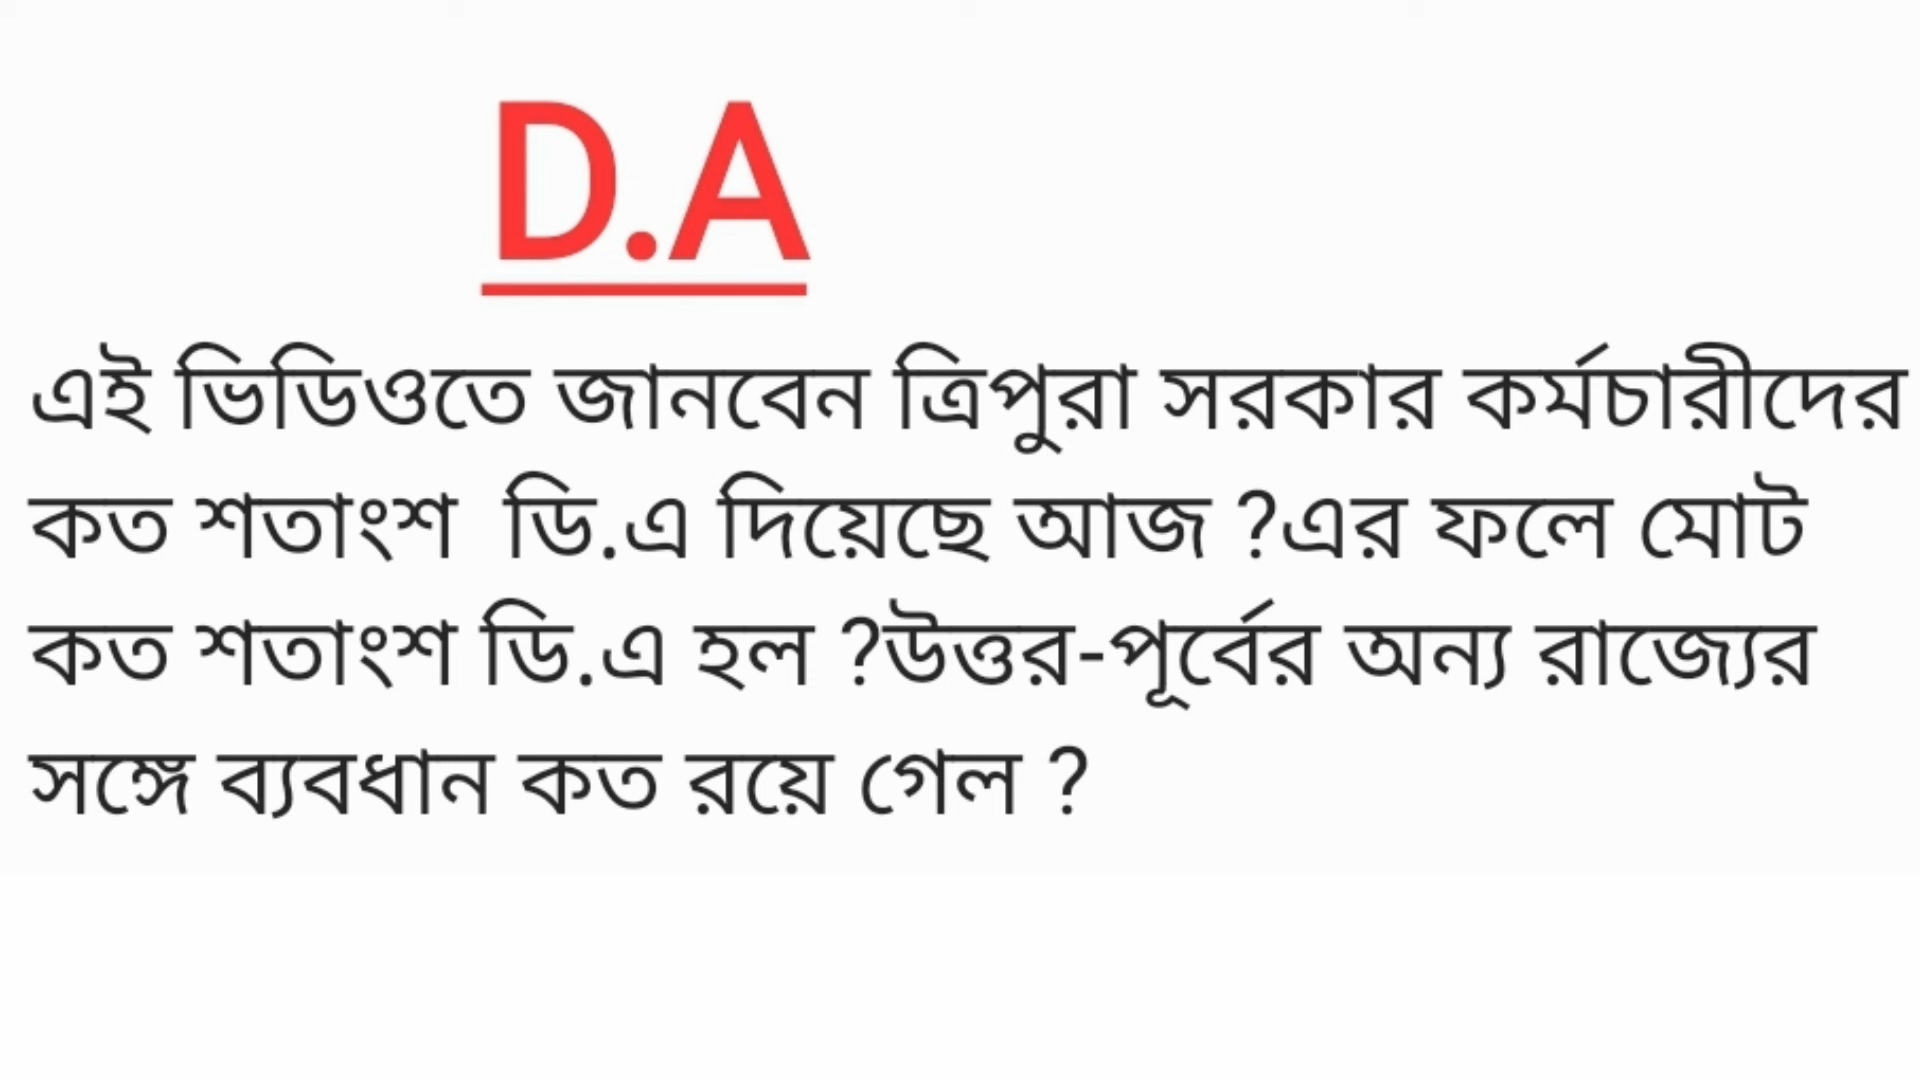 D.A
এই ভিডিওতে জানবেন ত্রিপুরা সরকার কর্মচারীদের
কত শতাংশ ডি.এ দিয়েছে আজ ?এর ফলে মোট
কত শতাংশ ডি.এ হল ?উত্তর-পূর্বের অন্য রাজ্যের
সঙ্গে ব্যবধান কত রয়ে গেল ?